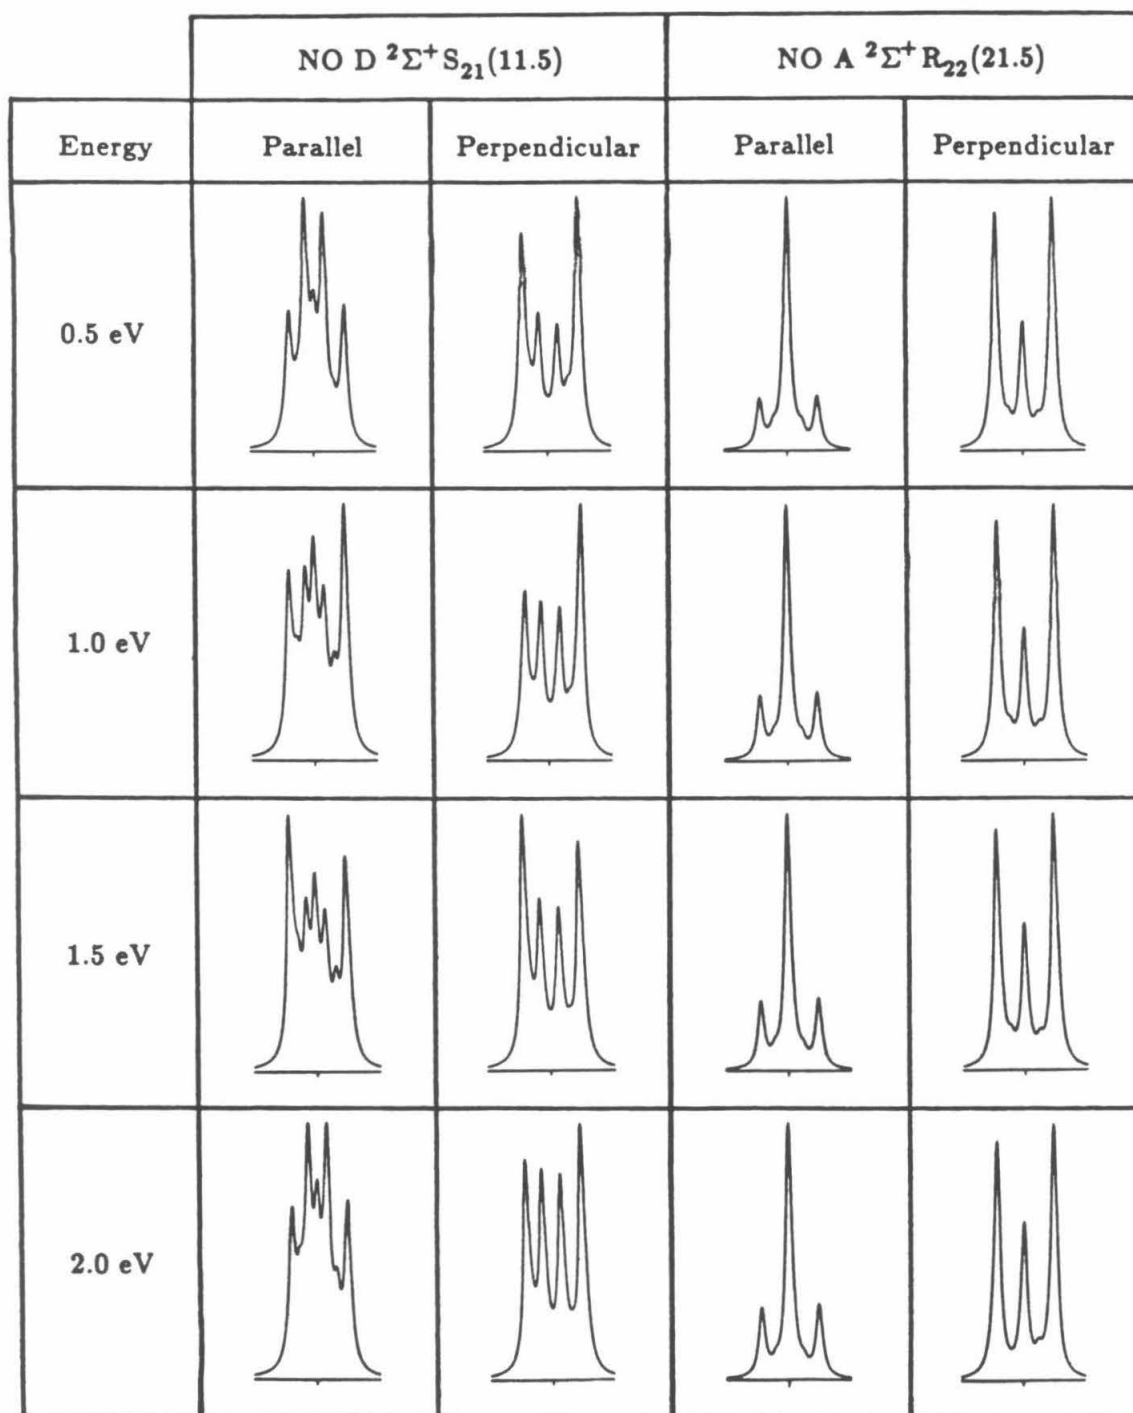 NO D ²Σ⁺S₂₁(11.5) NO A ²Σ⁺R₂₂(21.5)
Energy Parallel Perpendicular Parallel Perpendicular
0.5 eV
1.0 eV
1.5 eV
2.0 eV